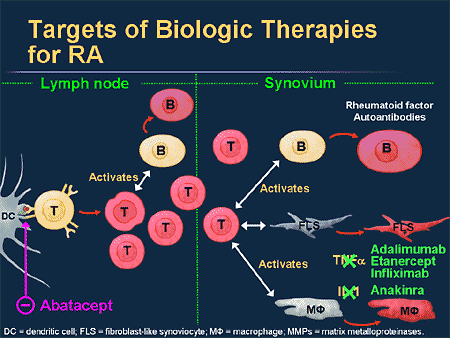 Targets of Biologic Therapies
for RA
Lymph node
Synovium
B
B
Activates
DC
T
T
T
T
T
T
Abatacept
T
B
Rheumatoid factor
Autoantibodies
B
Activates
T
FLS
FLS
Activates
TNFα
Adalimumab
Etanercept
Infliximab
IL-1
Anakinra
MΦ
MΦ
DC = dendritic cell; FLS = fibroblast-like synoviocyte; MΦ = macrophage; MMPs = matrix metalloproteinases.